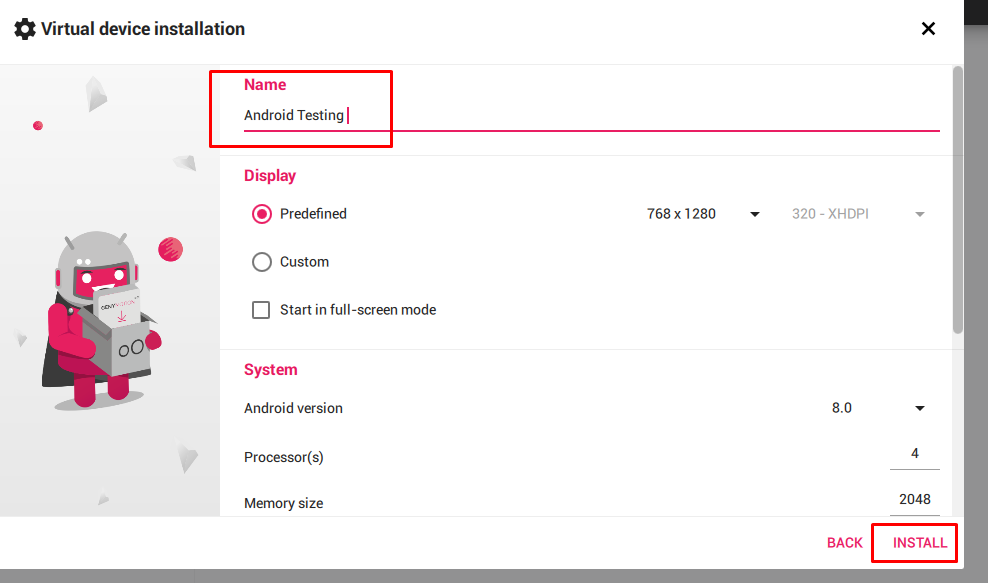 Virtual device installation
Name
Android Testing
Display
Predefined 768 x 1280 320 - XHDPI
Custom
Start in full-screen mode
System
Android version 8.0
Processor(s) 4
Memory size 2048
BACK INSTALL